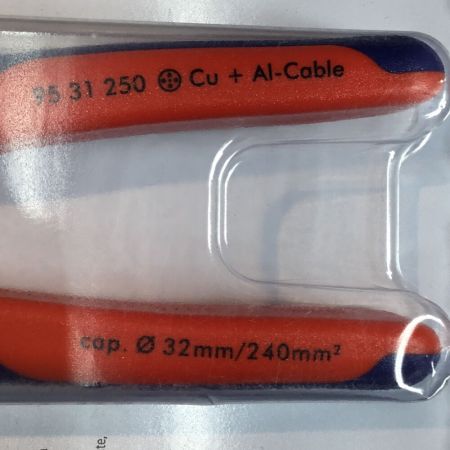 95 31 250 Cu + Al-Cable
cap. Ø 32mm/240mm²